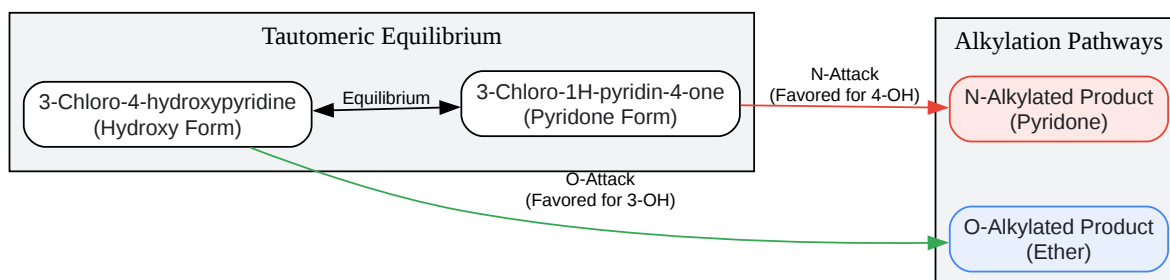 Tautomeric Equilibrium
3-Chloro-4-hydroxypyridine
(Hydroxy Form)
Equilibrium
3-Chloro-1H-pyridin-4-one
(Pyridone Form)
N-Attack
(Favored for 4-OH)
O-Attack
(Favored for 3-OH)
Alkylation Pathways
N-Alkylated Product
(Pyridone)
O-Alkylated Product
(Ether)